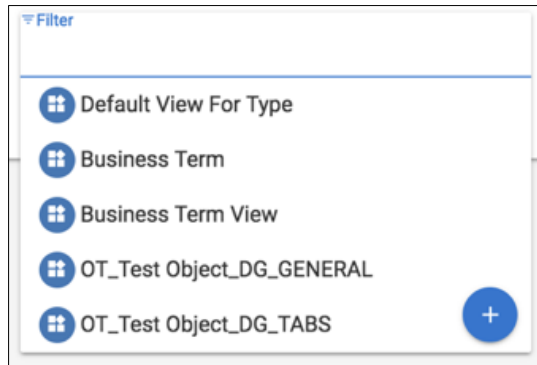 Filter
Default View For Type
Business Term
Business Term View
OT_Test Object_DG_GENERAL
OT_Test Object_DG_TABS